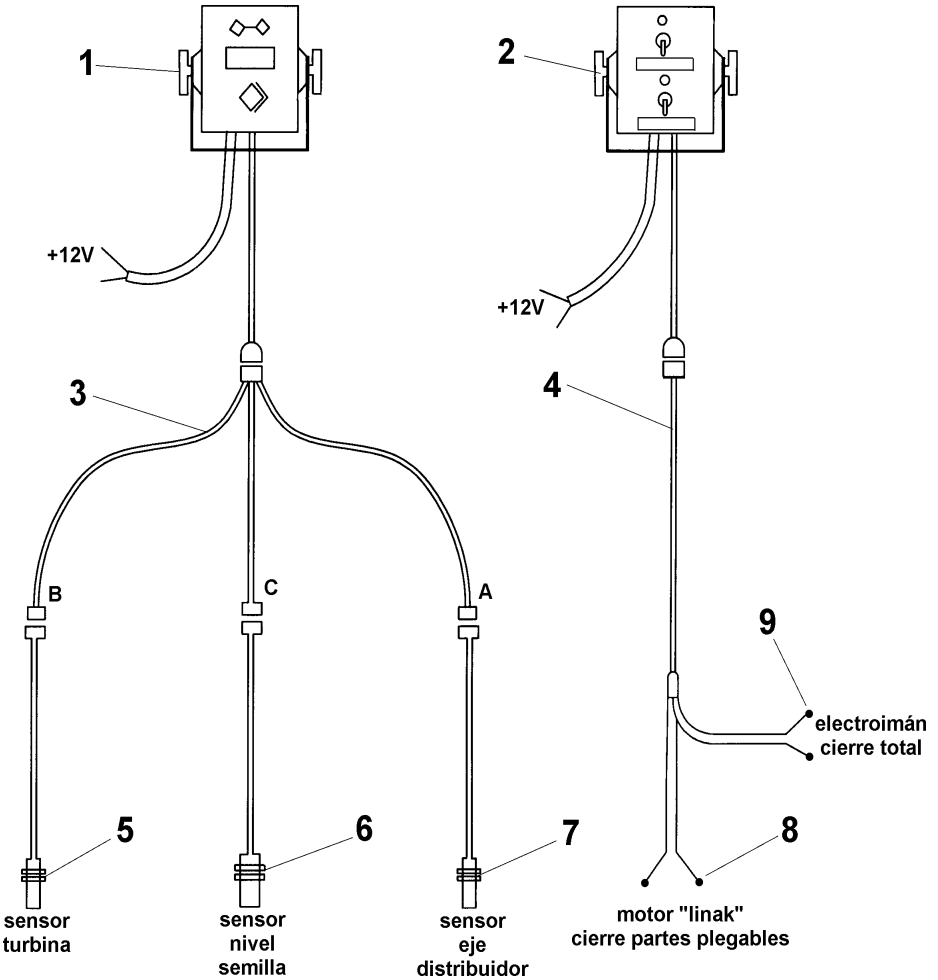 1
2
+12V
+12V
3
4
B
C
A
9
electroimán
cierre total
5
6
7
8
sensor
turbina
sensor
nivel
semilla
sensor
eje
distribuidor
motor "linak"
cierre partes plegables